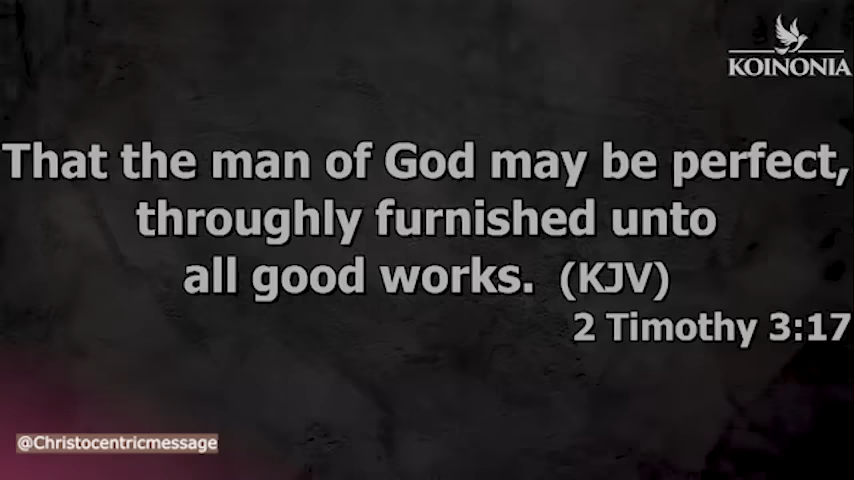 KOINONIA
That the man of God may be perfect,
throughly furnished unto
all good works. (KJV)
2 Timothy 3:17
@Christocentricmessage